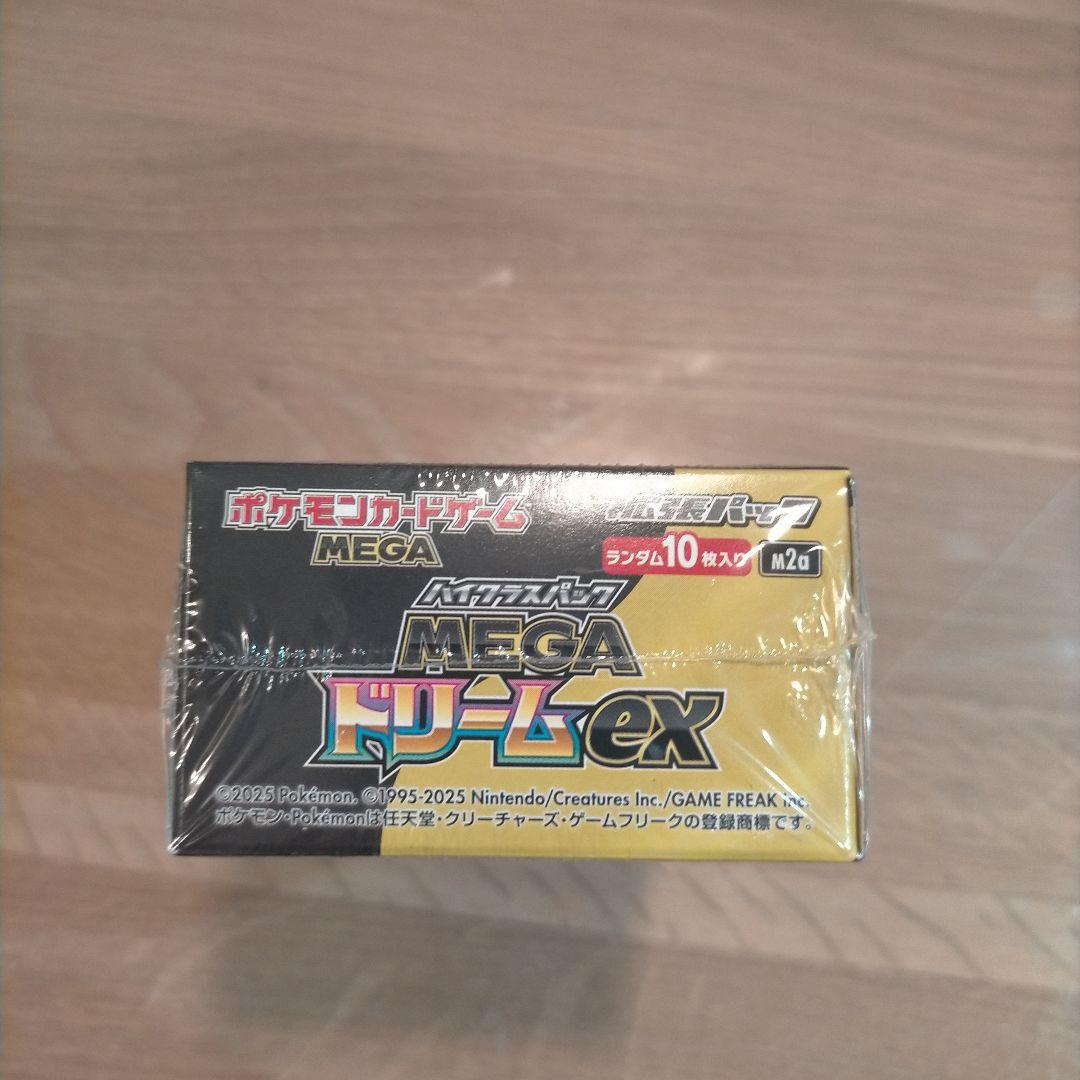 ポケモンカードゲーム
MEGA
拡張パック
ランダム10枚入り
M2a
ハイクラスパック
MEGA
ドリームex
©2025 Pokémon. ©1995-2025 Nintendo/Creatures Inc./GAME FREAK inc.
ポケモン・Pokémonは任天堂・クリーチャーズ・ゲームフリークの登録商標です。